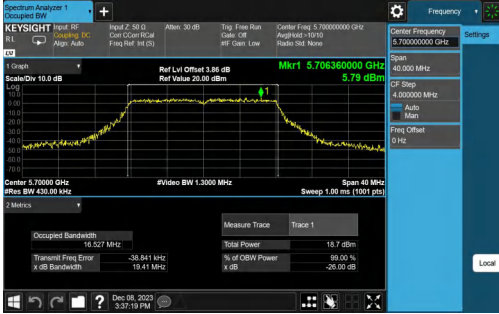 Spectrum Analyzer 1
Occupied BW
+
Frequency
KEYSIGHT Input: RF Input Z: 50 Ω Atten: 30 dB Trig: Free Run Center Freq: 5.700000000 GHz
RL Coupling: DC Corr CCorr RCal Gate: Off Avg|Hold:>10/10
Align: Auto Freq Ref: Int (S) #IF Gain: Low Radio Std: None
Center Frequency
5.700000000 GHz
Settings
Span
40.000 MHz
CF Step
4.000000 MHz
Auto
Man
Freq Offset
0 Hz
Local
1 Graph Ref Lvl Offset 3.86 dB Mkr1 5.706360000 GHz
Scale/Div 10.0 dB Ref Value 20.00 dBm 5.79 dBm
Log
10.0
0.00
-10.0
-20.0
-30.0
-40.0
-50.0
-60.0
-70.0
1
Center 5.70000 GHz #Video BW 1.3000 MHz Span 40 MHz
#Res BW 430.00 kHz Sweep 1.00 ms (1001 pts)
2 Metrics
Measure Trace Trace 1
Occupied Bandwidth
16.527 MHz Total Power 18.7 dBm
Transmit Freq Error -38.841 kHz % of OBW Power 99.00 %
x dB Bandwidth 19.41 MHz x dB -26.00 dB
? Dec 08, 2023
3:37:19 PM